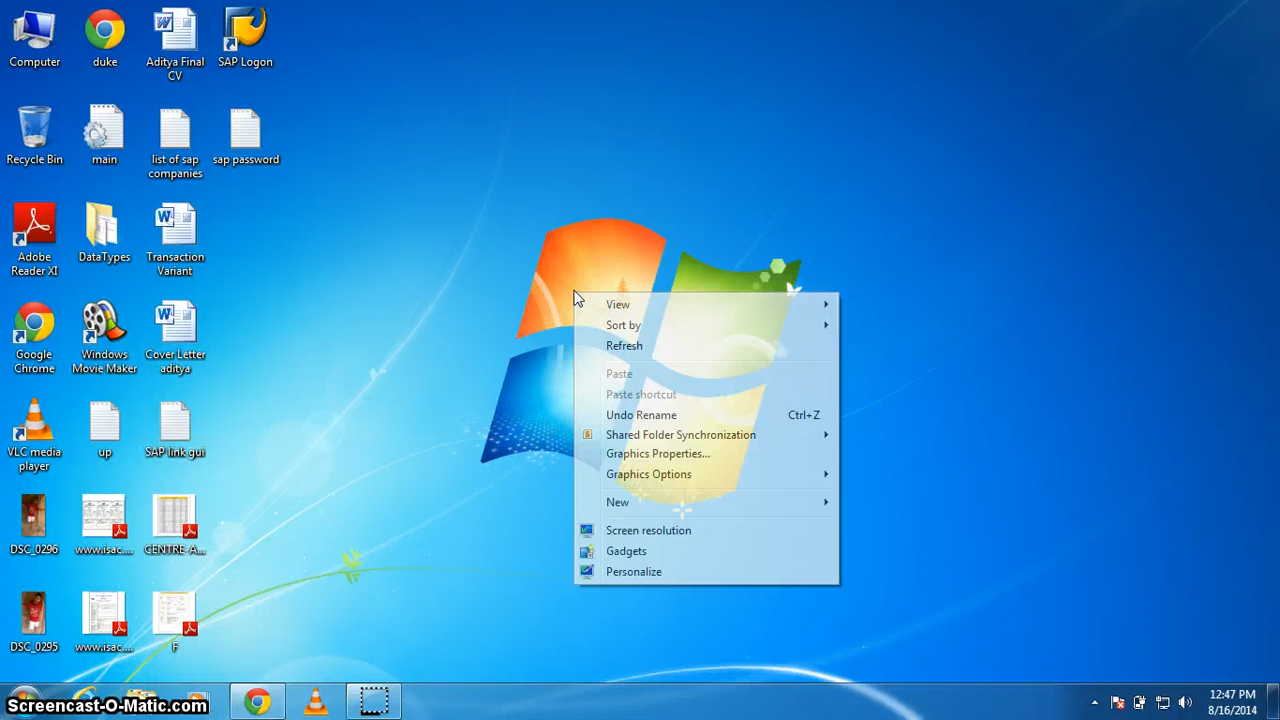 Computer
duke
Aditya Final
CV
SAP Logon
Recycle Bin
main
list of sap
companies
sap password
Adobe
Reader XI
DataTypes
Transaction
Variant
Google
Chrome
Windows
Movie Maker
Cover Letter
aditya
VLC media
player
up
SAP link gui
DSC_0296
www.isac....
CENTRE-A...
DSC_0295
www.isac....
F
View
Sort by
Refresh
Paste
Paste shortcut
Undo Rename Ctrl+Z
Shared Folder Synchronization
Graphics Properties...
Graphics Options
New
Screen resolution
Gadgets
Personalize
Screencast-O-Matic.com
12:47 PM
8/16/2014